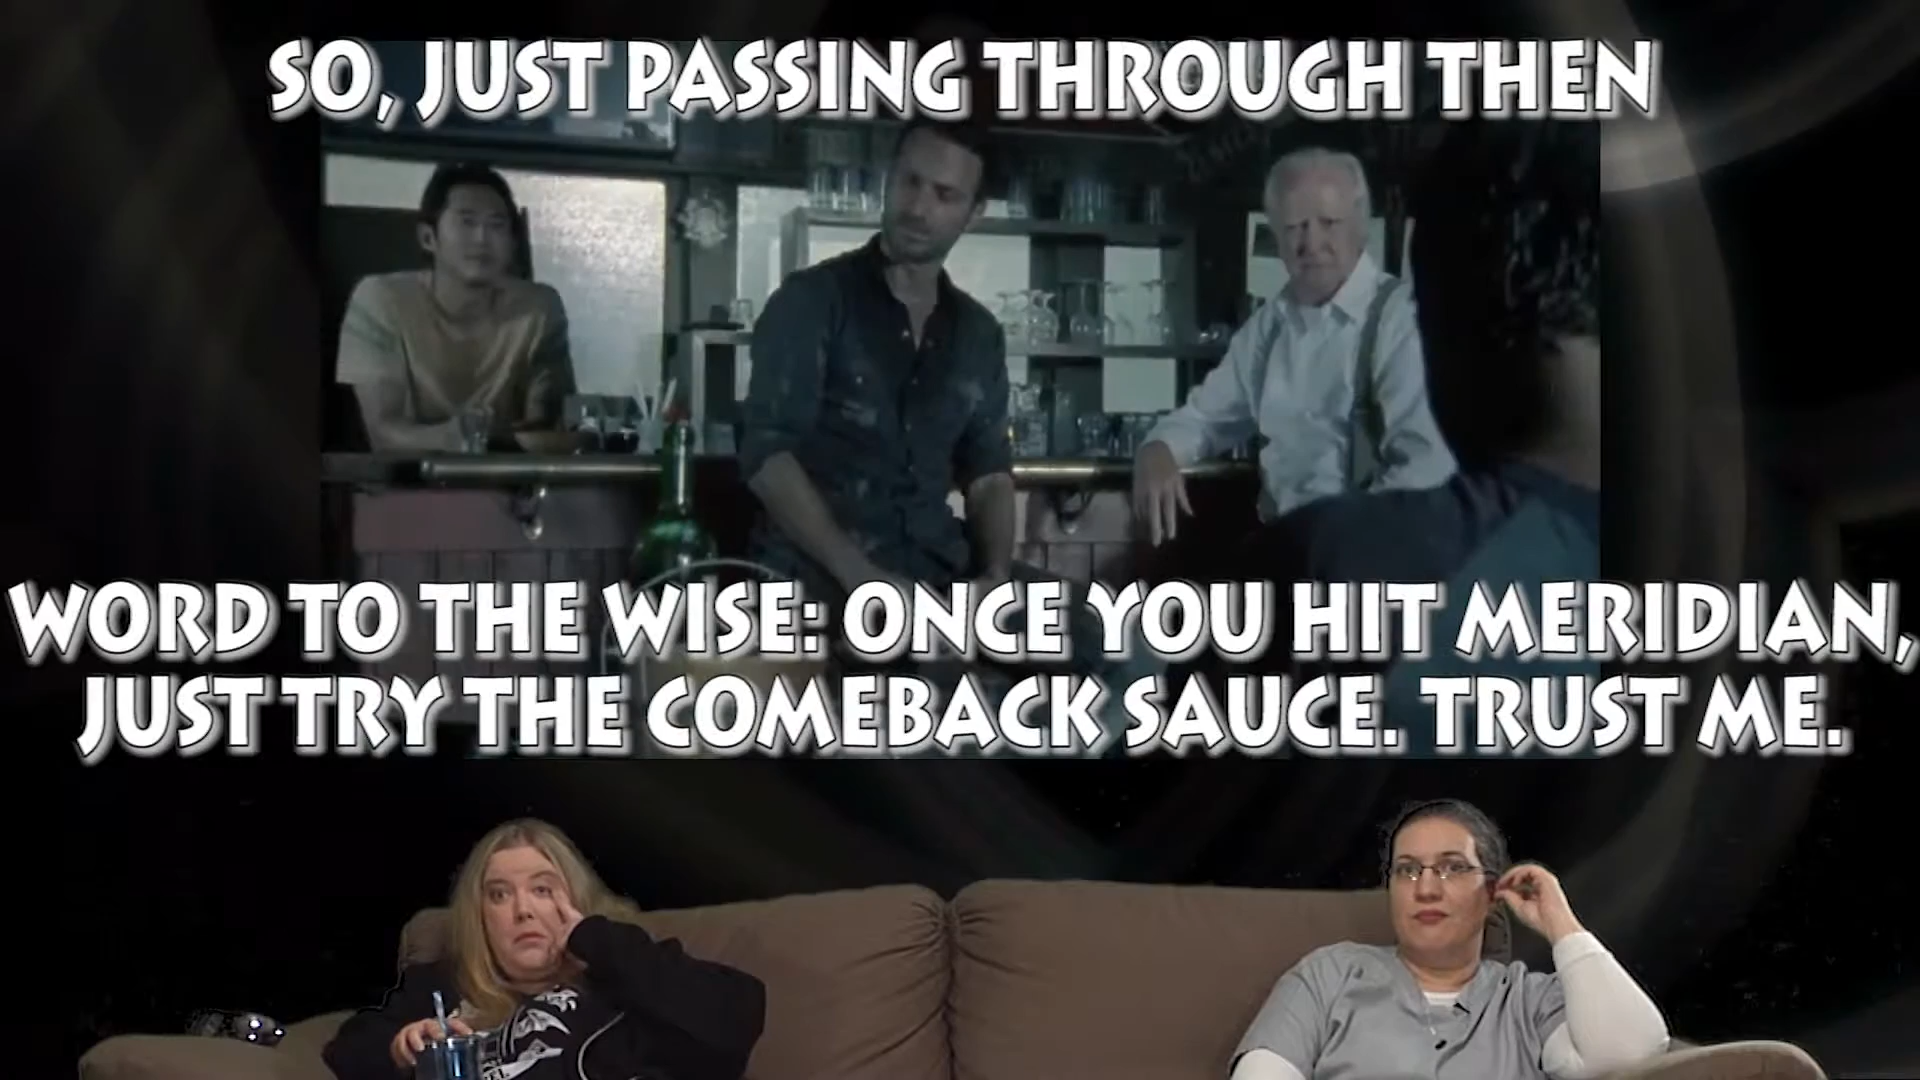 SO, JUST PASSING THROUGH THEN
WORD TO THE WISE: ONCE YOU HIT MERIDIAN,
JUST TRY THE COMEBACK SAUCE. TRUST ME.